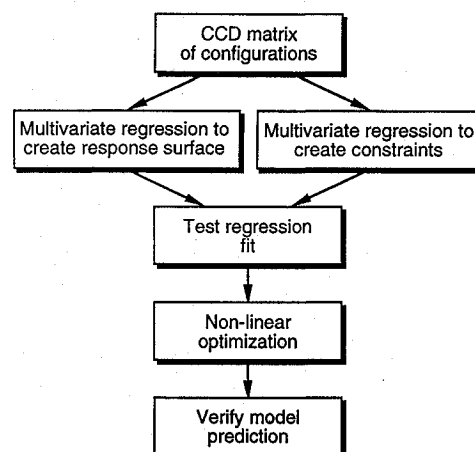 CCD matrix
of configurations
Multivariate regression to
create response surface
Multivariate regression to
create constraints
Test regression
fit
Non-linear
optimization
Verify model
prediction